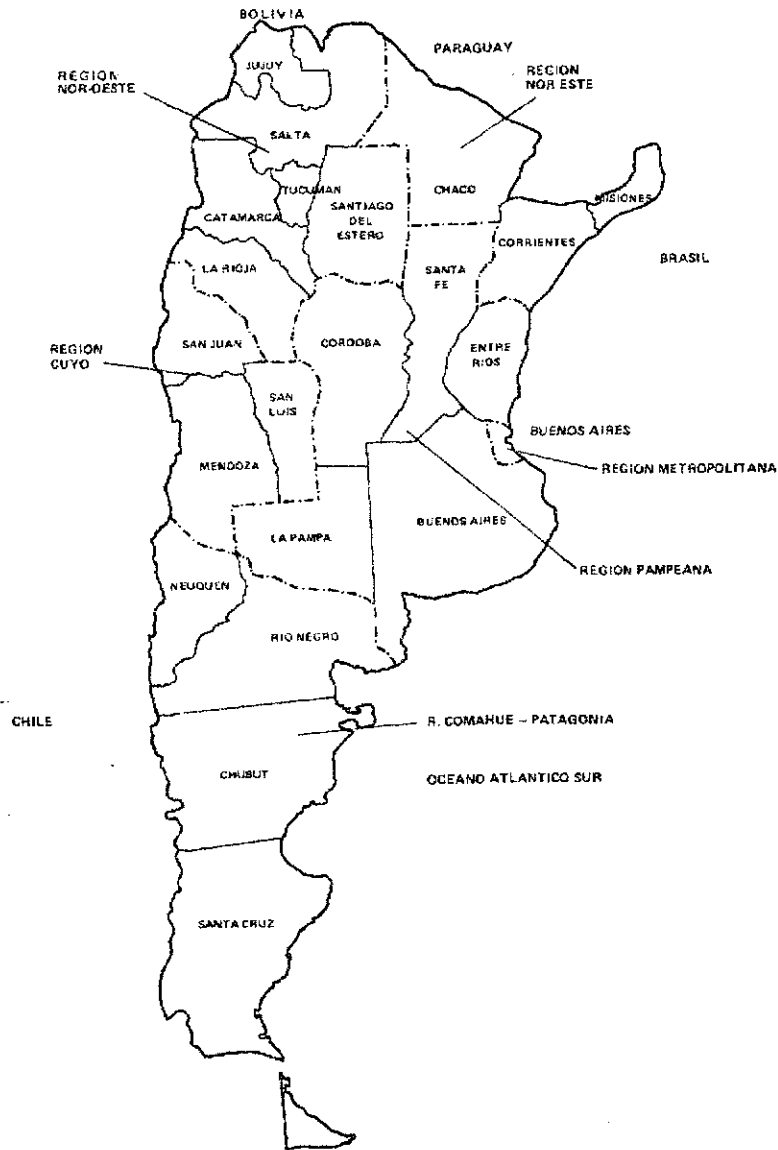 BOLIVIA
PARAGUAY
REGION
NOR-OESTE
JUJUY
REGION
NOR ESTE
SALTA
TUCUMAN
SANTIAGO
DEL
ESTERO
CHACO
MISIONES
CATAMARCA
CORRIENTES
BRASIL
LA RIOJA
SANTA
FE
REGION
CUYO
SAN JUAN
CORDOBA
ENTRE
RIOS
SAN
LUIS
BUENOS AIRES
MENDOZA
REGION METROPOLITANA
BUENOS AIRES
LA PAMPA
REGION PAMPEANA
NEUQUEN
RIO NEGRO
CHILE
R. COMAHUE – PATAGONIA
CHUBUT
OCEANO ATLANTICO SUR
SANTA CRUZ